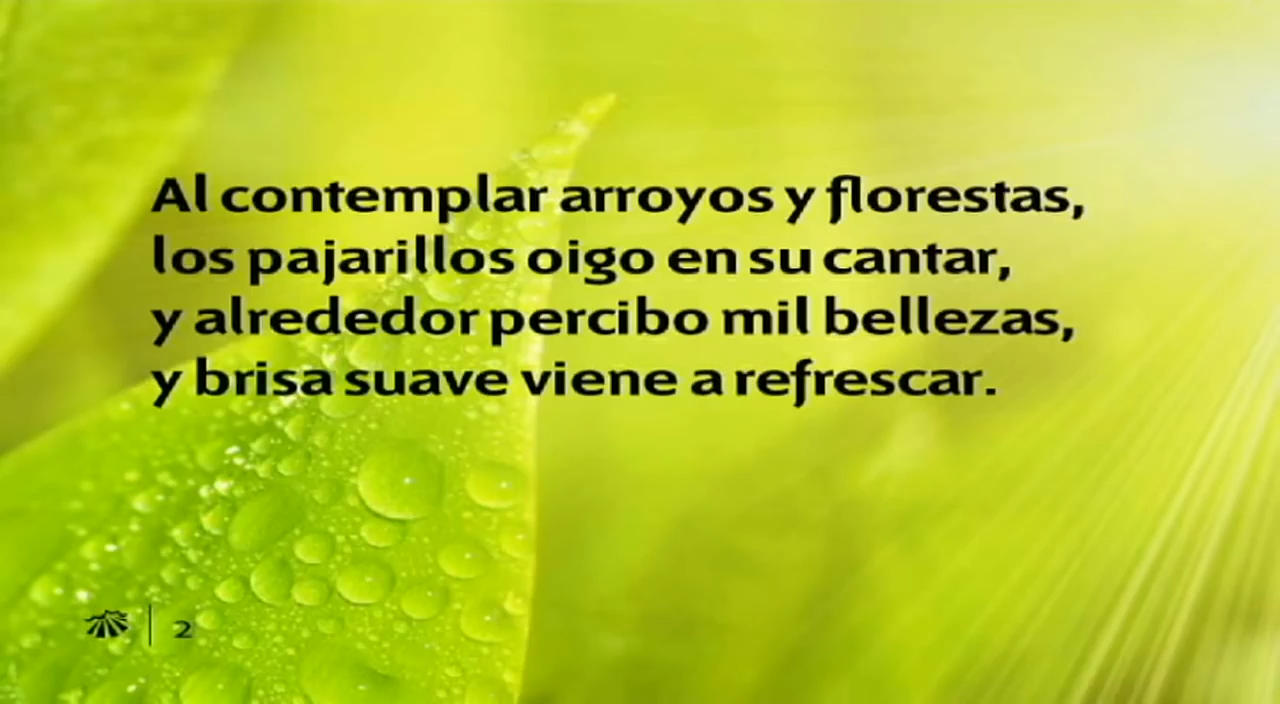 Al contemplar arroyos y florestas,
los pajarillos oigo en su cantar,
y alrededor percibo mil bellezas,
y brisa suave viene a refrescar.
2